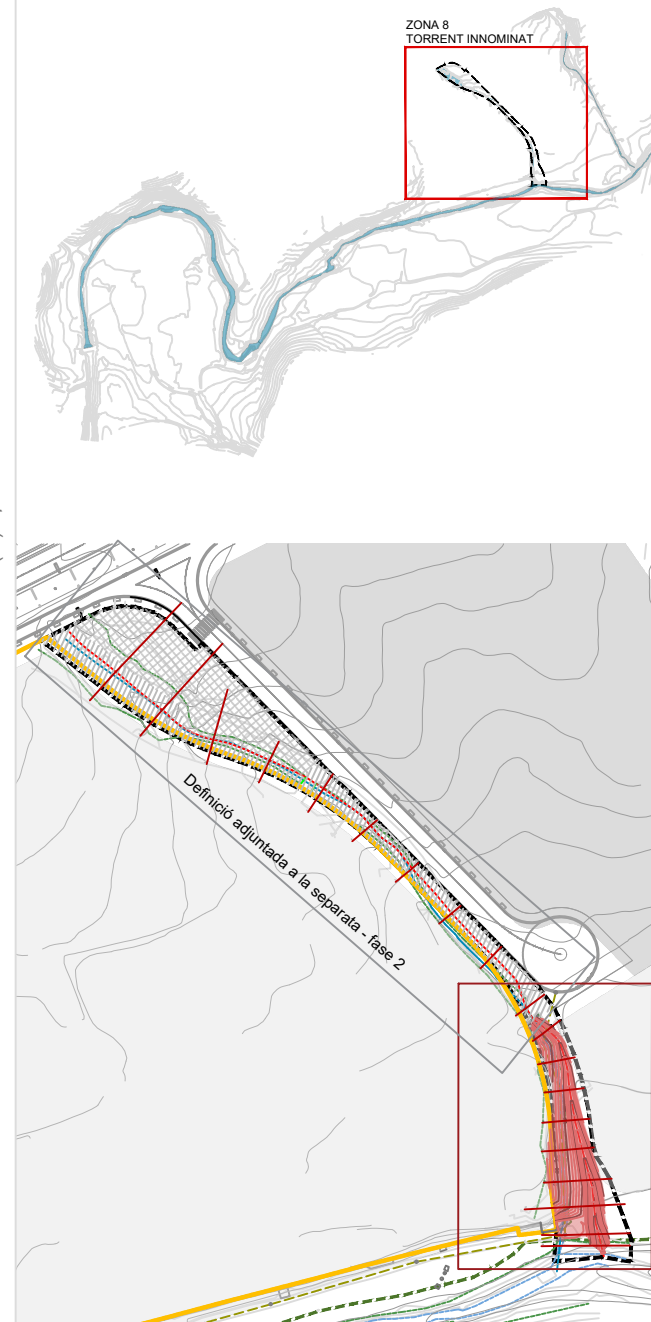 ZONA 8
TORRENT INNOMINAT
Definició adjuntada a la separata - fase 2